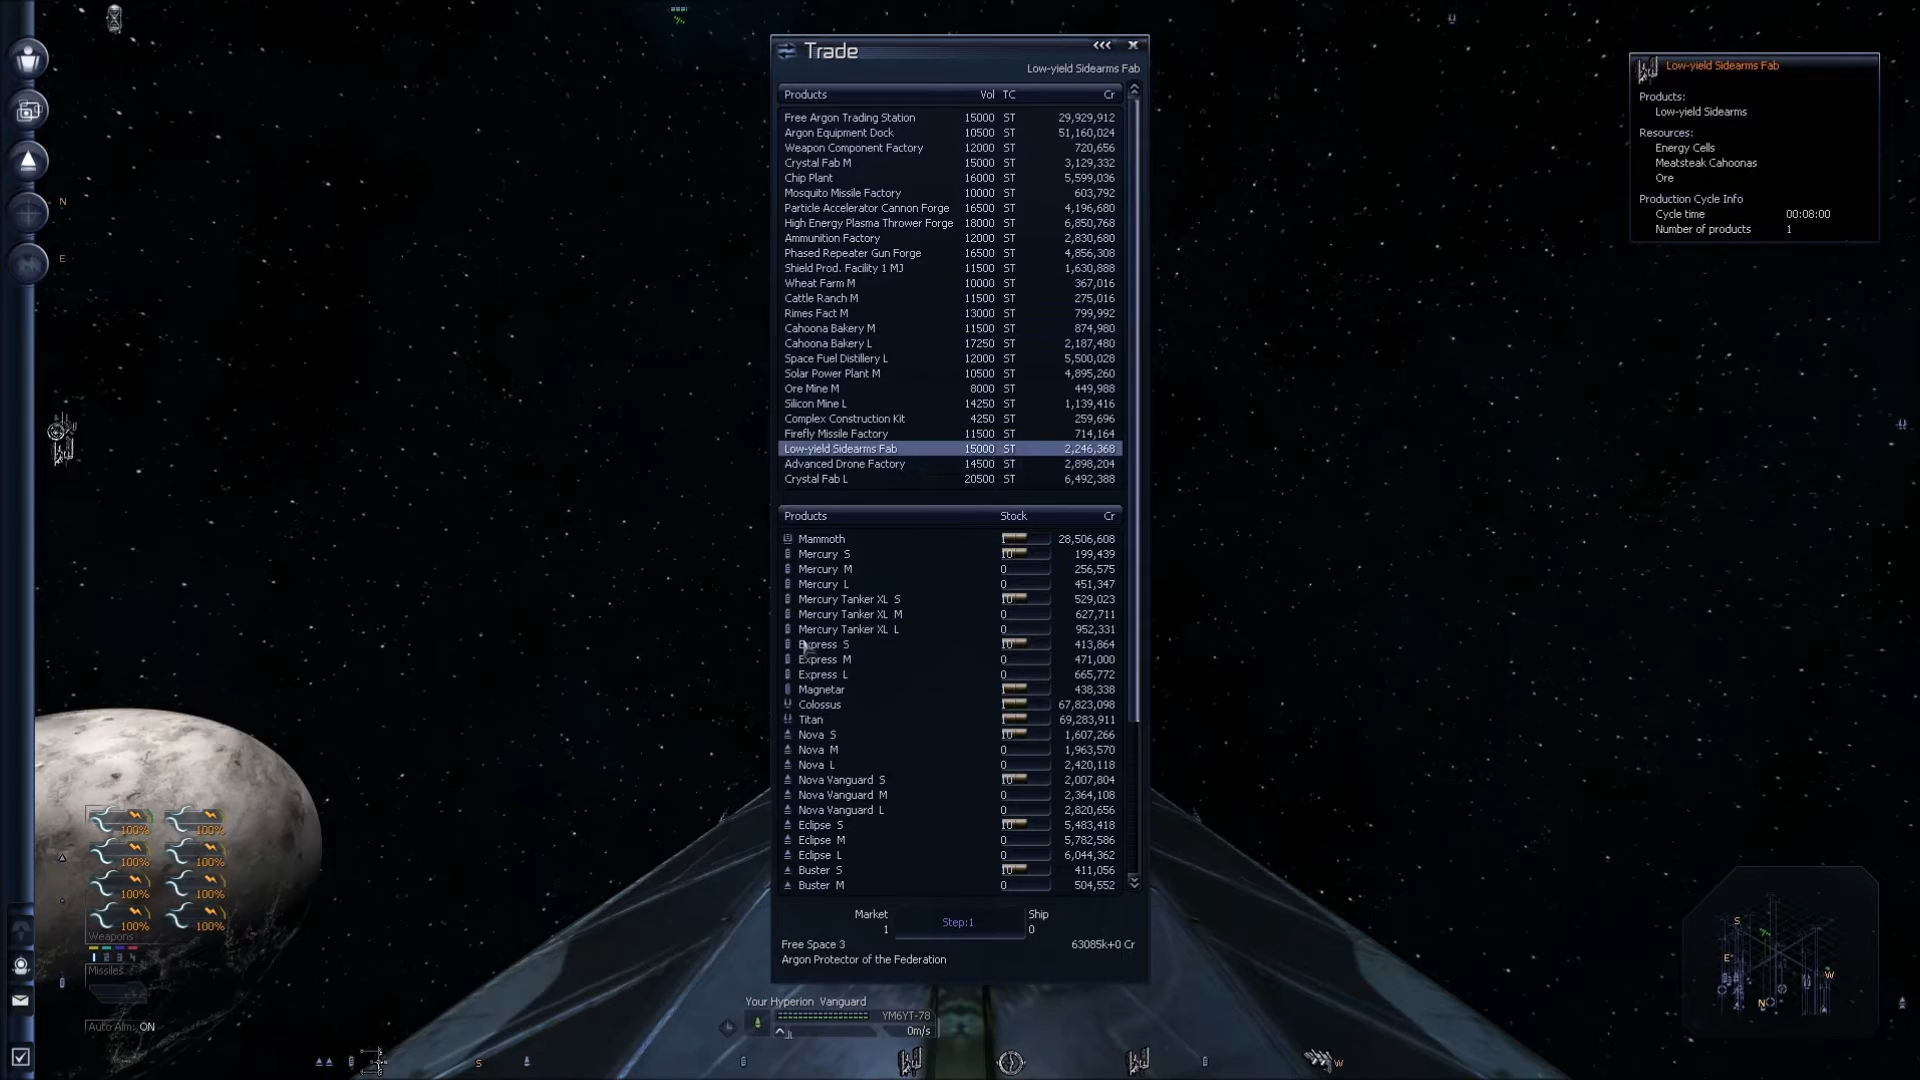 Trade
Low-yield Sidearms Fab
Products Vol TC Cr
Free Argon Trading Station 15000 ST 29,929,912
Argon Equipment Dock 10500 ST 51,160,024
Weapon Component Factory 12000 ST 720,656
Crystal Fab M 15000 ST 3,129,332
Chip Plant 16000 ST 5,599,036
Mosquito Missile Factory 10000 ST 603,792
Particle Accelerator Cannon Forge 16500 ST 4,196,680
High Energy Plasma Thrower Forge 18000 ST 6,850,768
Ammunition Factory 12000 ST 2,830,680
Phased Repeater Gun Forge 16500 ST 4,856,308
Shield Prod. Facility 1 MJ 11500 ST 1,630,888
Wheat Farm M 10000 ST 367,016
Cattle Ranch M 11500 ST 275,016
Rimes Fact M 13000 ST 799,992
Cahoona Bakery M 11500 ST 874,980
Cahoona Bakery L 17250 ST 2,187,480
Space Fuel Distillery L 12000 ST 5,500,028
Solar Power Plant M 10500 ST 4,895,260
Ore Mine M 8000 ST 449,988
Silicon Mine L 14250 ST 1,139,416
Complex Construction Kit 4250 ST 259,696
Firefly Missile Factory 11500 ST 714,164
Low-yield Sidearms Fab 15000 ST 2,246,368
Advanced Drone Factory 14500 ST 2,898,204
Crystal Fab L 20500 ST 6,492,388
Products Stock Cr
Mammoth 1 28,506,608
Mercury S 10 199,439
Mercury M 0 256,575
Mercury L 0 451,347
Mercury Tanker XL S 10 529,023
Mercury Tanker XL M 0 627,711
Mercury Tanker XL L 0 952,331
Express S 10 413,864
Express M 0 471,000
Express L 0 665,772
Magnetar 1 438,338
Colossus 1 67,823,098
Titan 1 69,283,911
Nova S 10 1,607,266
Nova M 0 1,963,570
Nova L 0 2,420,118
Nova Vanguard S 10 2,007,804
Nova Vanguard M 0 2,364,108
Nova Vanguard L 0 2,820,656
Eclipse S 10 5,483,418
Eclipse M 0 5,782,586
Eclipse L 0 6,044,362
Buster S 10 411,056
Buster M 0 504,552
Market Ship
1 Step:1 0
Free Space 3 63085k+0 Cr
Argon Protector of the Federation
Your Hyperion Vanguard
YM6YT-78
0m/s
Low-yield Sidearms Fab
Products:
Low-yield Sidearms
Resources:
Energy Cells
Meatsteak Cahoonas
Ore
Production Cycle Info
Cycle time 00:08:00
Number of products 1
N
E
100% 100%
100% 100%
100% 100%
100% 100%
Weapons
1 2 3 4
Missiles
Auto Aim: ON
S
W
S
E
W
N